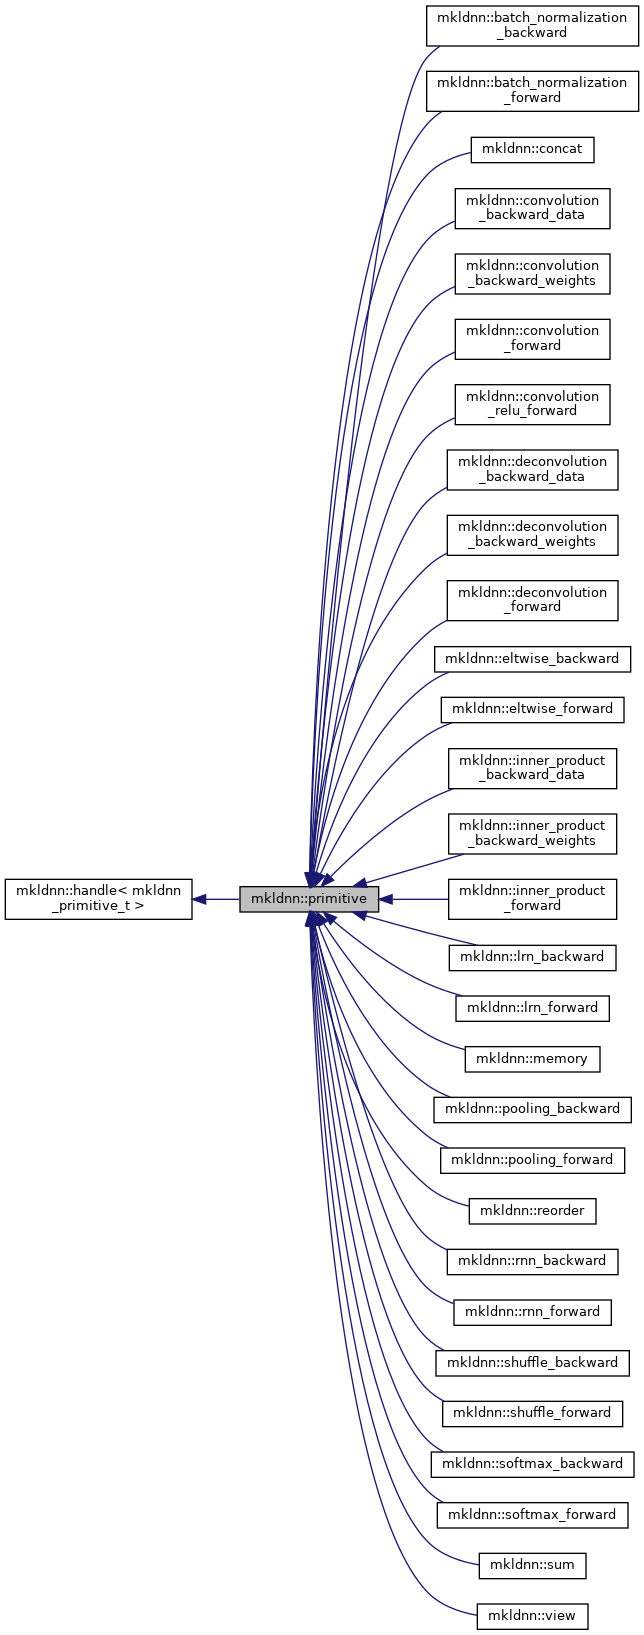 mkldnn::batch_normalization
_backward
mkldnn::batch_normalization
_forward
mkldnn::concat
mkldnn::convolution
_backward_data
mkldnn::convolution
_backward_weights
mkldnn::convolution
_forward
mkldnn::convolution
_relu_forward
mkldnn::deconvolution
_backward_data
mkldnn::deconvolution
_backward_weights
mkldnn::deconvolution
_forward
mkldnn::eltwise_backward
mkldnn::eltwise_forward
mkldnn::inner_product
_backward_data
mkldnn::inner_product
_backward_weights
mkldnn::handle< mkldnn
_primitive_t >
mkldnn::primitive
mkldnn::inner_product
_forward
mkldnn::lrn_backward
mkldnn::lrn_forward
mkldnn::memory
mkldnn::pooling_backward
mkldnn::pooling_forward
mkldnn::reorder
mkldnn::rnn_backward
mkldnn::rnn_forward
mkldnn::shuffle_backward
mkldnn::shuffle_forward
mkldnn::softmax_backward
mkldnn::softmax_forward
mkldnn::sum
mkldnn::view